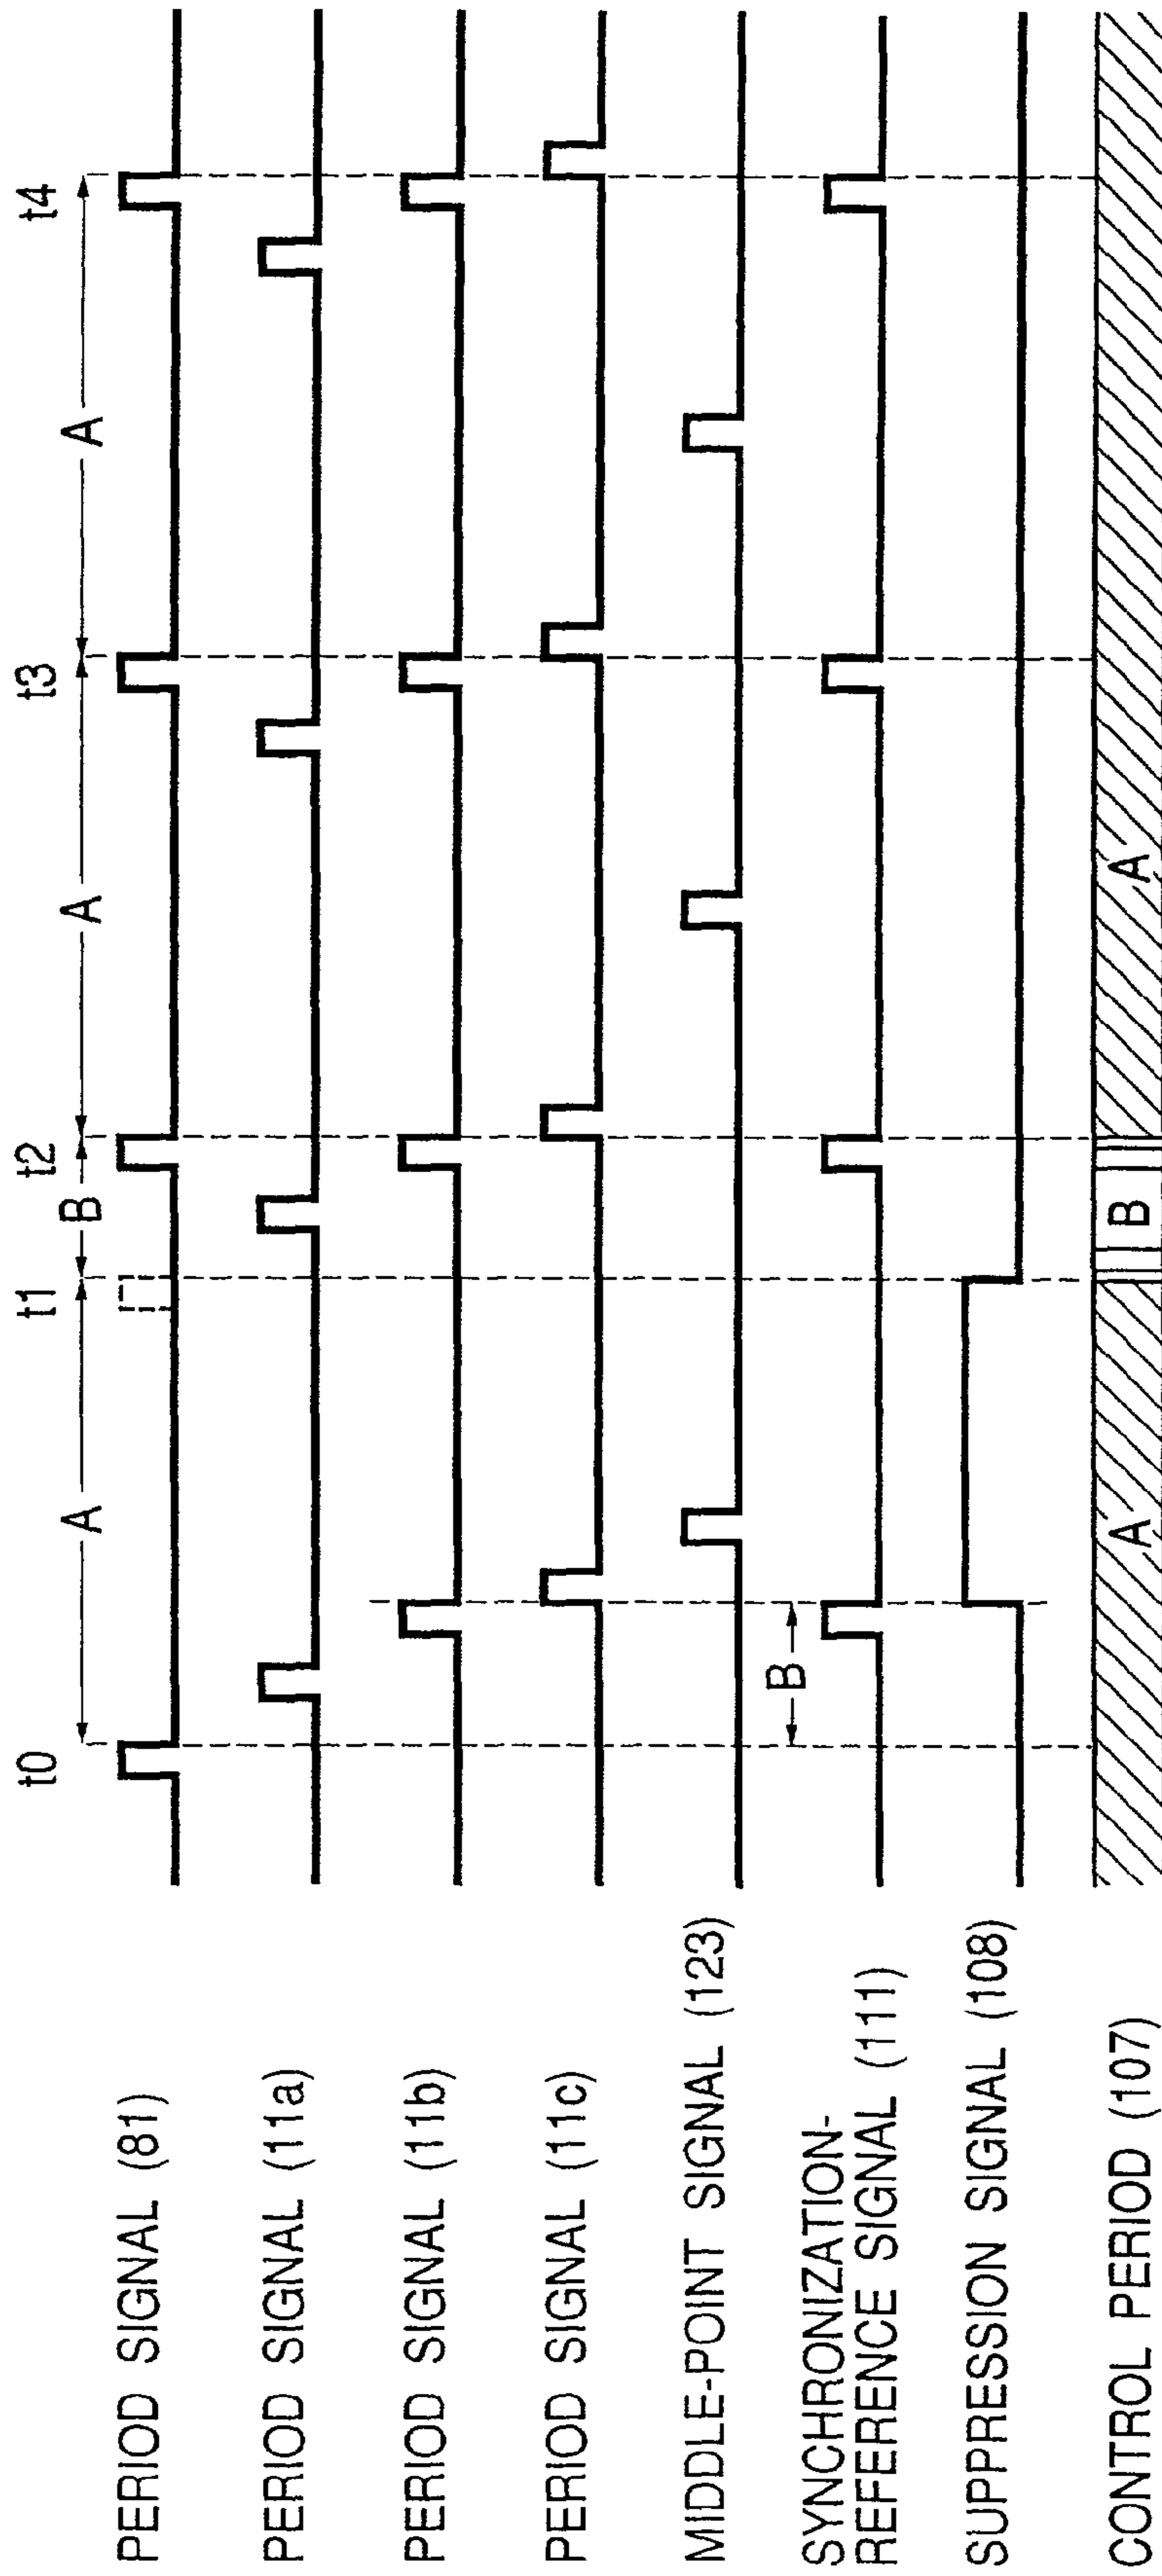 t0
t1
t2
t3
t4
A
B
A
A
PERIOD SIGNAL (81)
PERIOD SIGNAL (11a)
PERIOD SIGNAL (11b)
PERIOD SIGNAL (11c)
MIDDLE-POINT SIGNAL (123)
B
SYNCHRONIZATION-
REFERENCE SIGNAL (111)
SUPPRESSION SIGNAL (108)
CONTROL PERIOD (107)
A
B
A